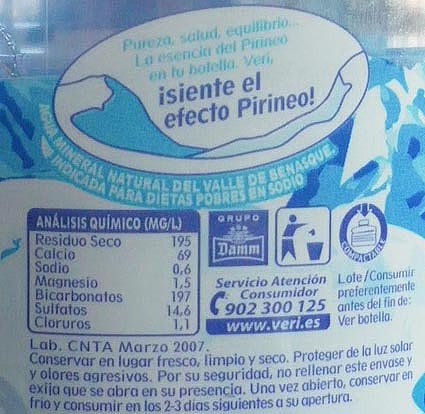 Pureza, salud, equilibrio...
La esencia del Pirineo
en tu botella. Veri,
¡siente el
efecto Pirineo!
AGUA MINERAL NATURAL DEL VALLE DE BENASQUE.
INDICADA PARA DIETAS POBRES EN SODIO
ANÁLISIS QUÍMICO (MG/L)
Residuo Seco 195
Calcio 69
Sodio 0,6
Magnesio 1,5
Bicarbonatos 197
Sulfatos 14,6
Cloruros 1,1
GRUPO
Damm
COMPACTABLE
Servicio Atención
Consumidor
902 300 125
www.veri.es
Lote/Consumir
preferentemente
antes del fin de:
Ver botella.
Lab. CNTA Marzo 2007.
Conservar en lugar fresco, limpio y seco. Proteger de la luz solar
y olores agresivos. Por su seguridad, no rellenar este envase y
exija que se abra en su presencia. Una vez abierto, conservar en
frío y consumir en los 2-3 días siguientes a su apertura.